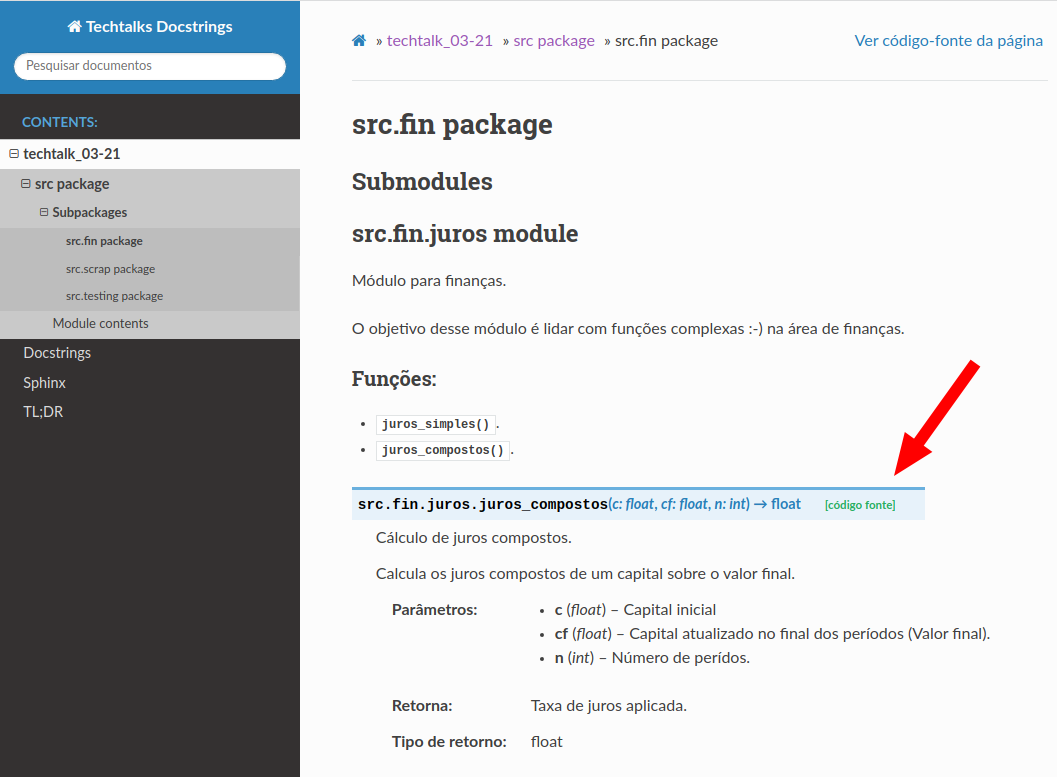 Techtalks Docstrings
Pesquisar documentos
CONTENTS:
techtalk_03-21
src package
Subpackages
src.fin package
src.scrap package
src.testing package
Module contents
Docstrings
Sphinx
TL;DR
» techtalk_03-21 » src package » src.fin package
Ver código-fonte da página
src.fin package
Submodules
src.fin.juros module
Módulo para finanças.
O objetivo desse módulo é lidar com funções complexas :-) na área de finanças.
Funções:
• juros_simples() .
• juros_compostos() .
src.fin.juros.juros_compostos(c: float, cf: float, n: int) → float [código fonte]
Cálculo de juros compostos.
Calcula os juros compostos de um capital sobre o valor final.
Parâmetros:
• c (float) – Capital inicial
• cf (float) – Capital atualizado no final dos períodos (Valor final).
• n (int) – Número de perídos.
Retorna: Taxa de juros aplicada.
Tipo de retorno: float